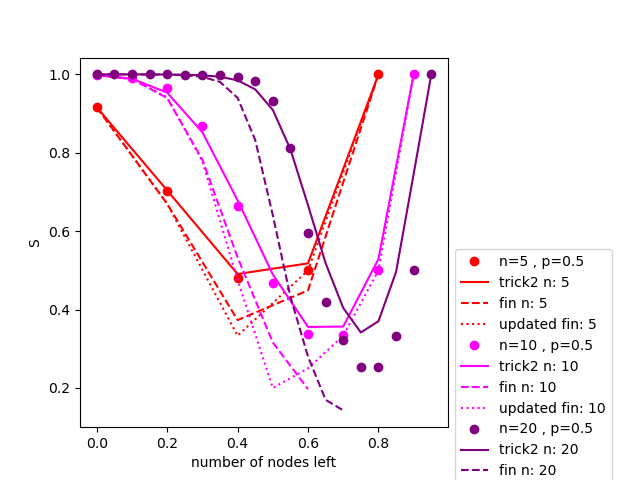 1.0
0.8
0.6
0.4
0.2
S
0.0 0.2 0.4 0.6 0.8
number of nodes left
n=5 , p=0.5
trick2 n: 5
fin n: 5
updated fin: 5
n=10 , p=0.5
trick2 n: 10
fin n: 10
updated fin: 10
n=20 , p=0.5
trick2 n: 20
fin n: 20